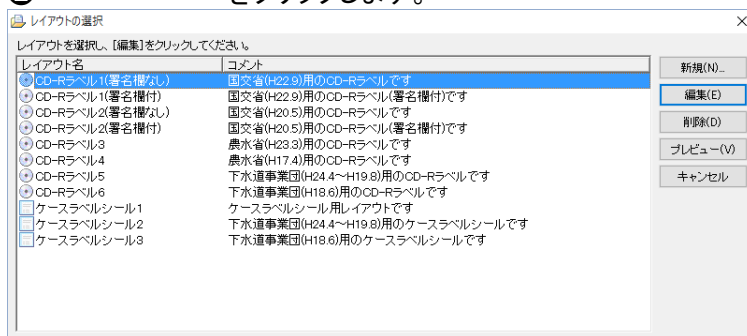 をクリックします。
レイアウトの選択
レイアウトを選択し、[編集]をクリックしてください。
レイアウト名 コメント
CD-Rラベル1(署名欄なし) 国交省(H22.9)用のCD-Rラベルです
CD-Rラベル1(署名欄付) 国交省(H22.9)用のCD-Rラベル(署名欄付)です
CD-Rラベル2(署名欄なし) 国交省(H20.5)用のCD-Rラベルです
CD-Rラベル2(署名欄付) 国交省(H20.5)用のCD-Rラベル(署名欄付)です
CD-Rラベル3 農水省(H23.3)用のCD-Rラベルです
CD-Rラベル4 農水省(H17.4)用のCD-Rラベルです
CD-Rラベル5 下水道事業団(H24.4~H19.8)用のCD-Rラベルです
CD-Rラベル6 下水道事業団(H18.6)用のCD-Rラベルです
ケースラベルシール1 ケースラベルシール用レイアウトです
ケースラベルシール2 下水道事業団(H24.4~H19.8)用のケースラベルシールです
ケースラベルシール3 下水道事業団(H18.6)用のケースラベルシールです
新規(N)...
編集(E)
削除(D)
プレビュー(V)
キャンセル